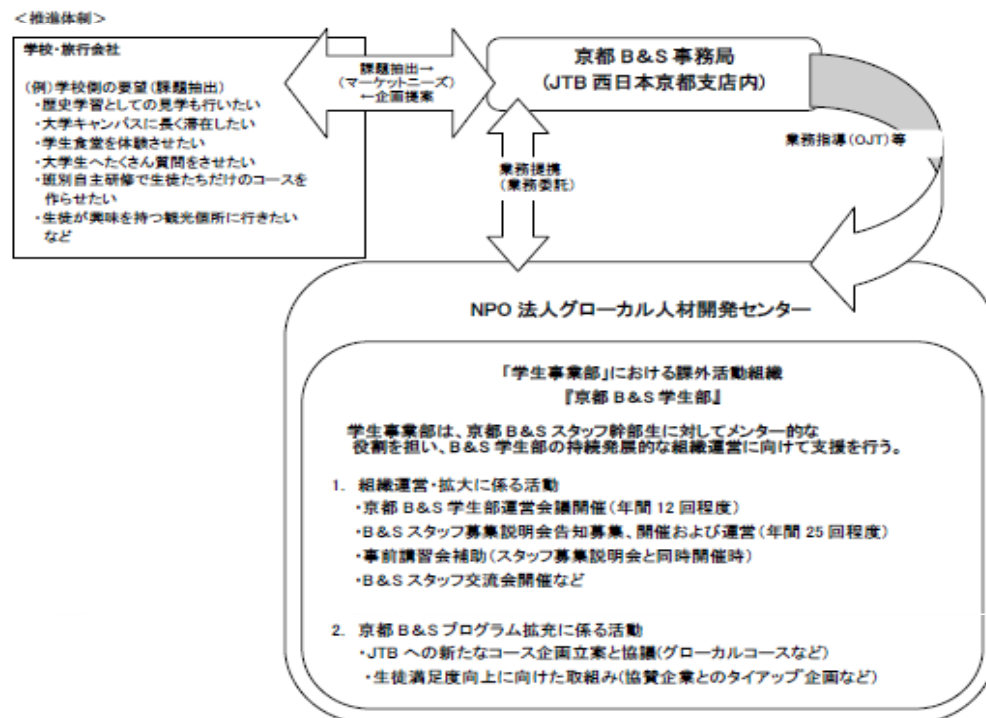 ＜推進体制＞
学校・旅行会社
(例)学校側の要望(課題抽出)
・歴史学習としての見学も行いたい
・大学キャンパスに長く滞在したい
・学生食堂を体験させたい
・大学生へたくさん質問をさせたい
・班別自主研修で生徒たちだけのコースを
作らせたい
・生徒が興味を持つ観光個所に行きたい
など
課題抽出→
(マーケットニーズ)
←企画提案
京都 B&S 事務局
(JTB 西日本京都支店内)
業務指導(OJT)等
業務提携
(業務委託)
NPO 法人グローカル人材開発センター
「学生事業部」における課外活動組織
『京都 B&S 学生部』
学生事業部は、京都 B&S スタッフ幹部生に対してメンター的な
役割を担い、B&S 学生部の持続発展的な組織運営に向けて支援を行う。
1. 組織運営・拡大に係る活動
・京都 B&S 学生部運営会議開催(年間 12 回程度)
・B&S スタッフ募集説明会告知募集、開催および運営(年間 25 回程度)
・事前講習会補助(スタッフ募集説明会と同時開催時)
・B&S スタッフ交流会開催など
2. 京都 B&S プログラム拡充に係る活動
・JTB への新たなコース企画立案と協議(グローカルコースなど)
・生徒満足度向上に向けた取組み(協賛企業とのタイアップ企画など)